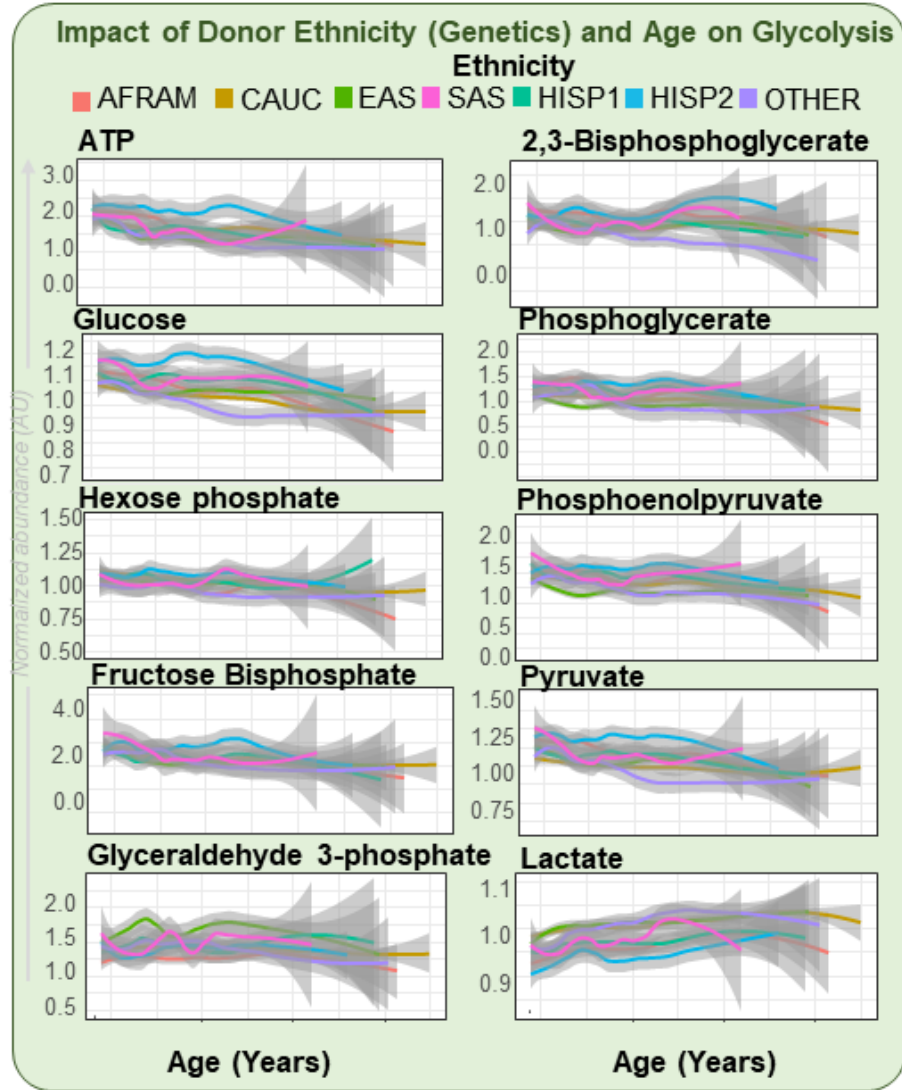 Impact of Donor Ethnicity (Genetics) and Age on Glycolysis
Ethnicity
AFRAM CAUC EAS SAS HISP1 HISP2 OTHER
Normalized abundance (AU)
ATP
3.0
2.0
1.0
0.0
2,3-Bisphosphoglycerate
2.0
1.0
0.0
Glucose
1.2
1.1
1.0
0.9
0.8
0.7
Phosphoglycerate
2.0
1.5
1.0
0.5
0.0
Hexose phosphate
1.50
1.25
1.00
0.75
0.50
Phosphoenolpyruvate
2.0
1.5
1.0
0.5
0.0
Fructose Bisphosphate
4.0
2.0
0.0
Pyruvate
1.50
1.25
1.00
0.75
Glyceraldehyde 3-phosphate
2.0
1.5
1.0
0.5
Lactate
1.1
1.0
0.9
Age (Years)
Age (Years)